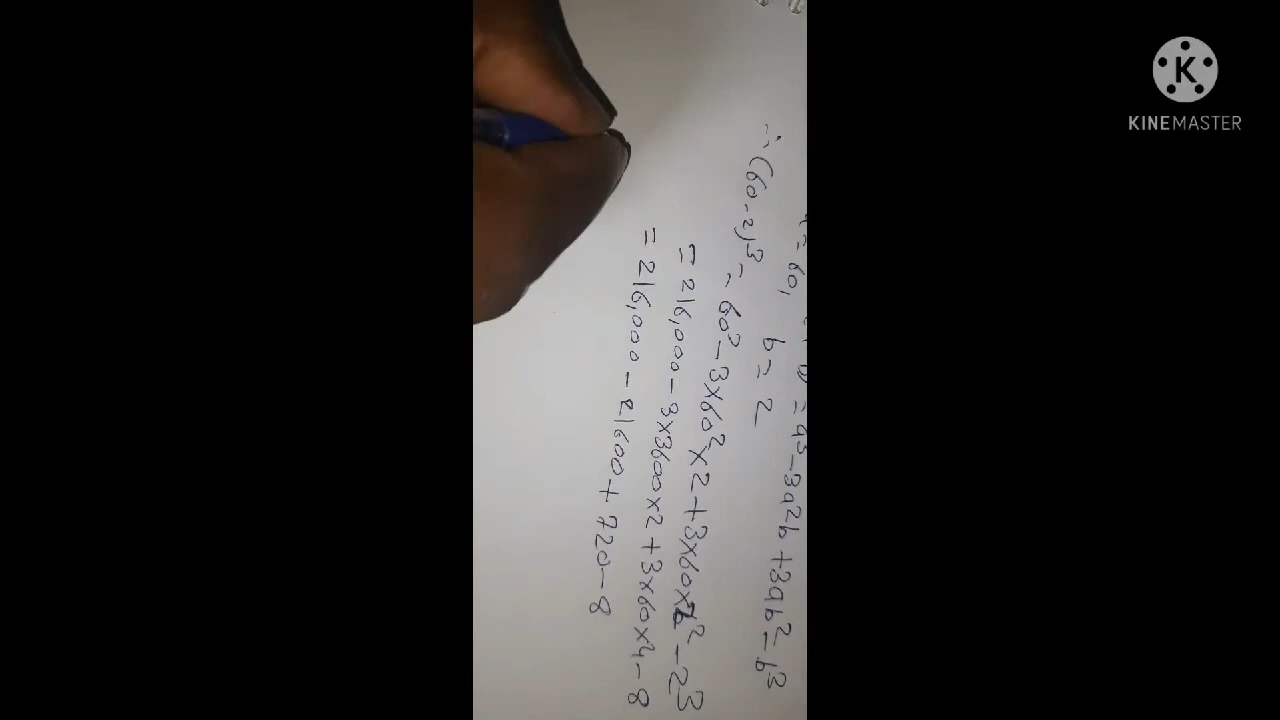 = a³ - 3a²b + 3ab² - b³
= 60, b = 2
∴ (60-2)³ = 60³ - 3×60²×2 + 3×60×2² - 2³
= 216,000 - 3×3600×2 + 3×60×4 - 8
= 216,000 - 21600 + 720 - 8
K
KINEMASTER